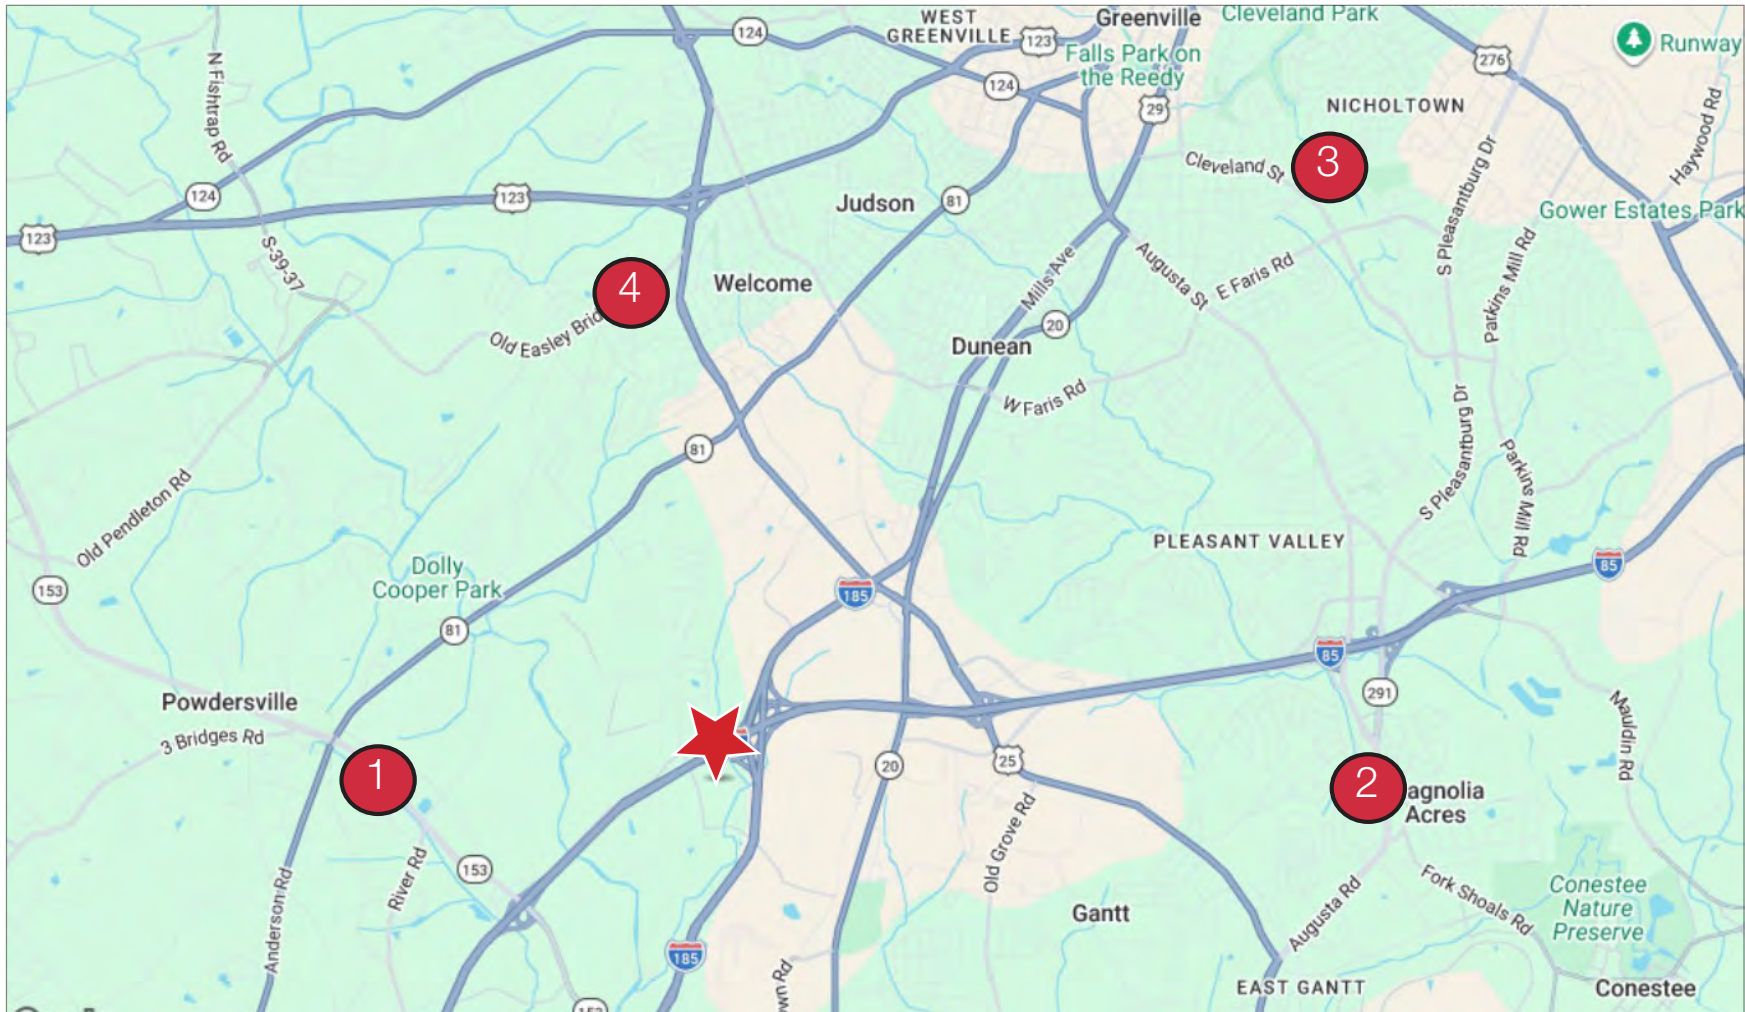 WEST
GREENVILLE
Greenville
Cleveland Park
124
123
Falls Park on
the Reedy
124
29
276
Runway
NICHOLTOWN
Haywood Rd
N Fishtrap Rd
Cleveland St
3
S Pleasantburg Dr
124
123
123
Judson
81
Gower Estates Park
S-39-37
Welcome
4
Old Easley Brid
Mills Ave
Augusta St
E Faris Rd
Parkins Mill Rd
20
Dunean
W Faris Rd
S Pleasantburg Dr
81
Parkins Mill Rd
Old Pendleton Rd
PLEASANT VALLEY
Dolly
Cooper Park
153
185
85
81
85
291
Powdersville
3 Bridges Rd
Mauldin Rd
1
20
25
2
agnolia
Acres
Old Grove Rd
153
River Rd
Anderson Rd
Gantt
Augusta Rd
Fork Shoals Rd
Conestee
Nature
Preserve
185
wn Rd
EAST GANTT
Conestee
153